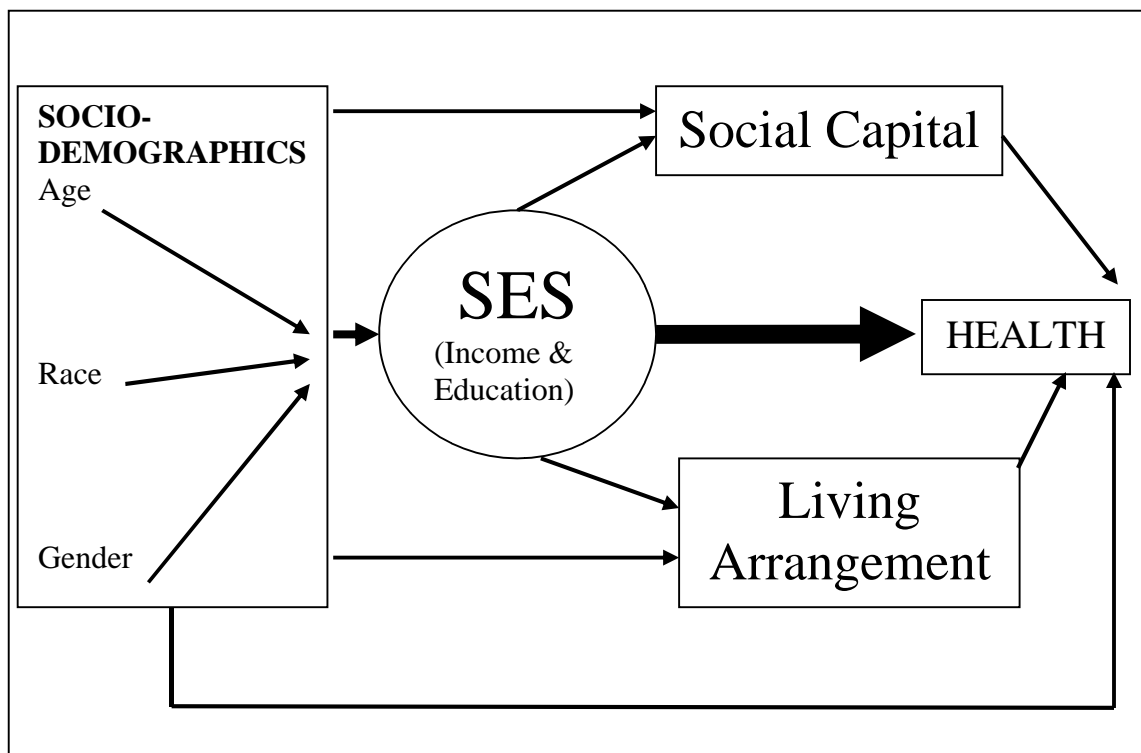 SOCIO-
DEMOGRAPHICS
Age
Race
Gender
SES
(Income &
Education)
Social Capital
Living
Arrangement
HEALTH